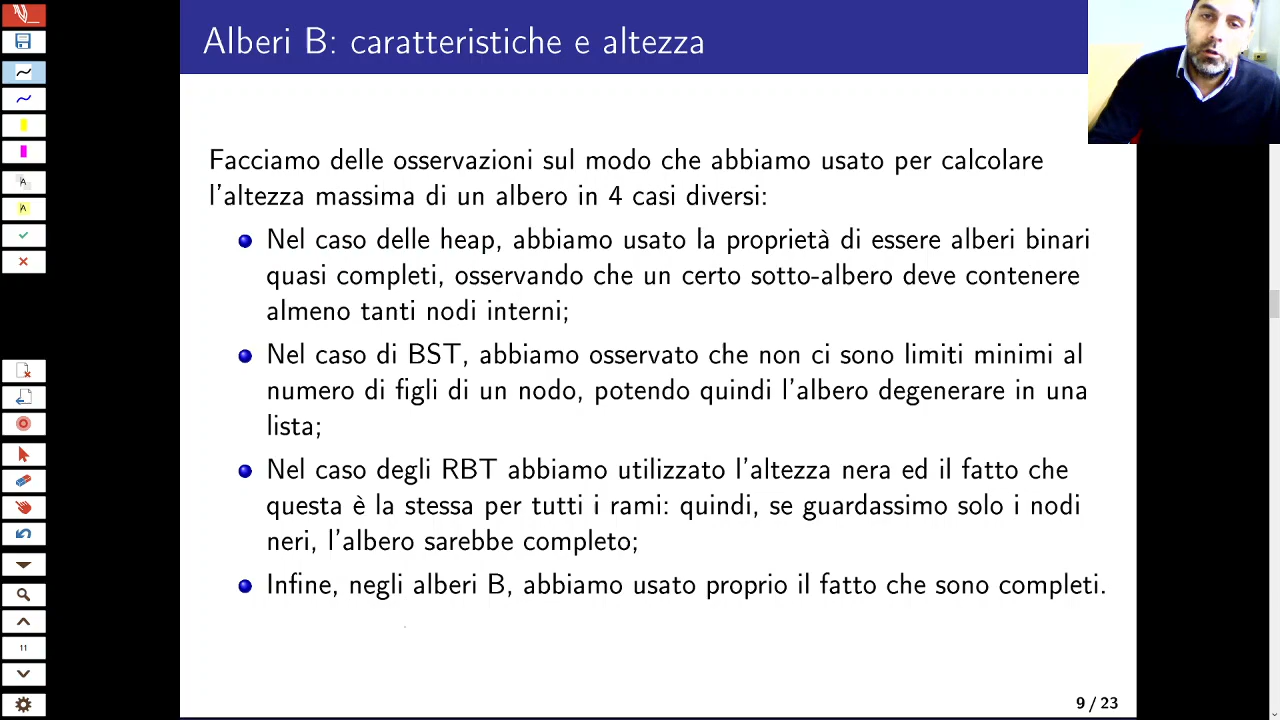 Alberi B: caratteristiche e altezza
Facciamo delle osservazioni sul modo che abbiamo usato per calcolare
l'altezza massima di un albero in 4 casi diversi:
Nel caso delle heap, abbiamo usato la proprietà di essere alberi binari
quasi completi, osservando che un certo sotto-albero deve contenere
almeno tanti nodi interni;
Nel caso di BST, abbiamo osservato che non ci sono limiti minimi al
numero di figli di un nodo, potendo quindi l'albero degenerare in una
lista;
Nel caso degli RBT abbiamo utilizzato l'altezza nera ed il fatto che
questa è la stessa per tutti i rami: quindi, se guardassimo solo i nodi
neri, l'albero sarebbe completo;
Infine, negli alberi B, abbiamo usato proprio il fatto che sono completi.
11
9 / 23